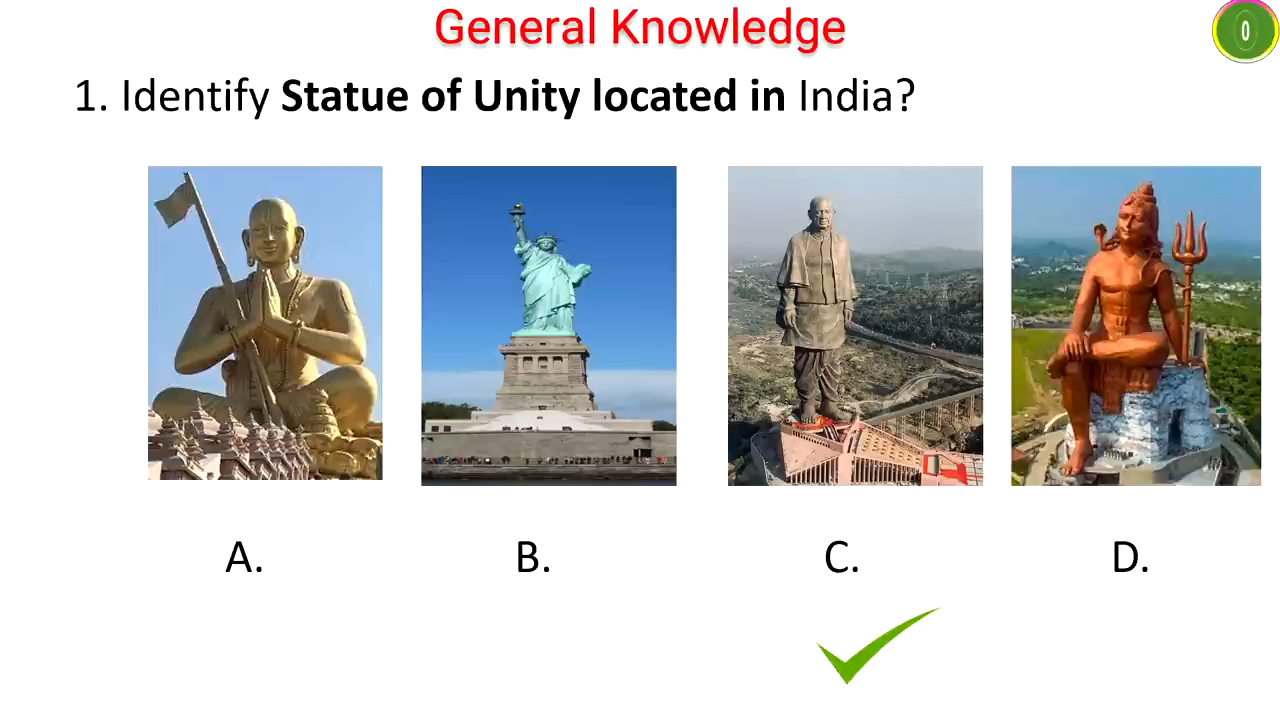 General Knowledge
0
1. Identify Statue of Unity located in India?
A.
B.
C.
D.